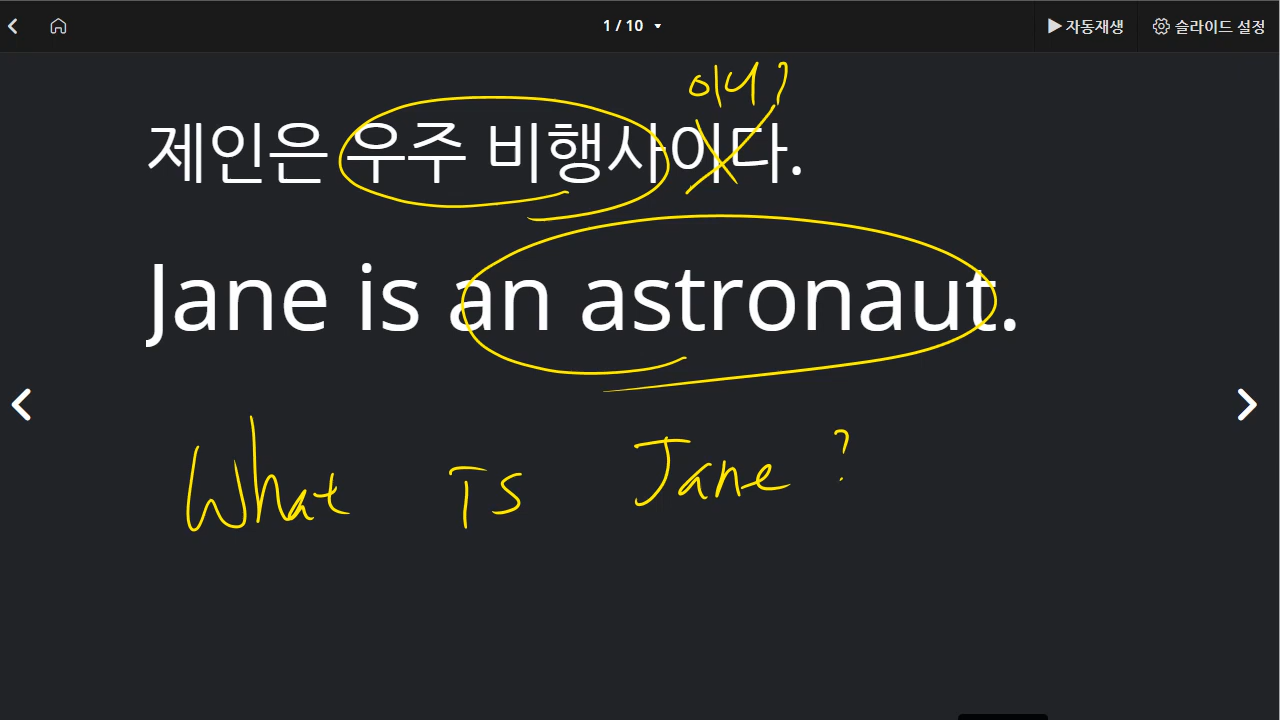 1 / 10
자동재생
슬라이드 설정
이니?
제인은 우주 비행사이다.
Jane is an astronaut.
What is Jane?